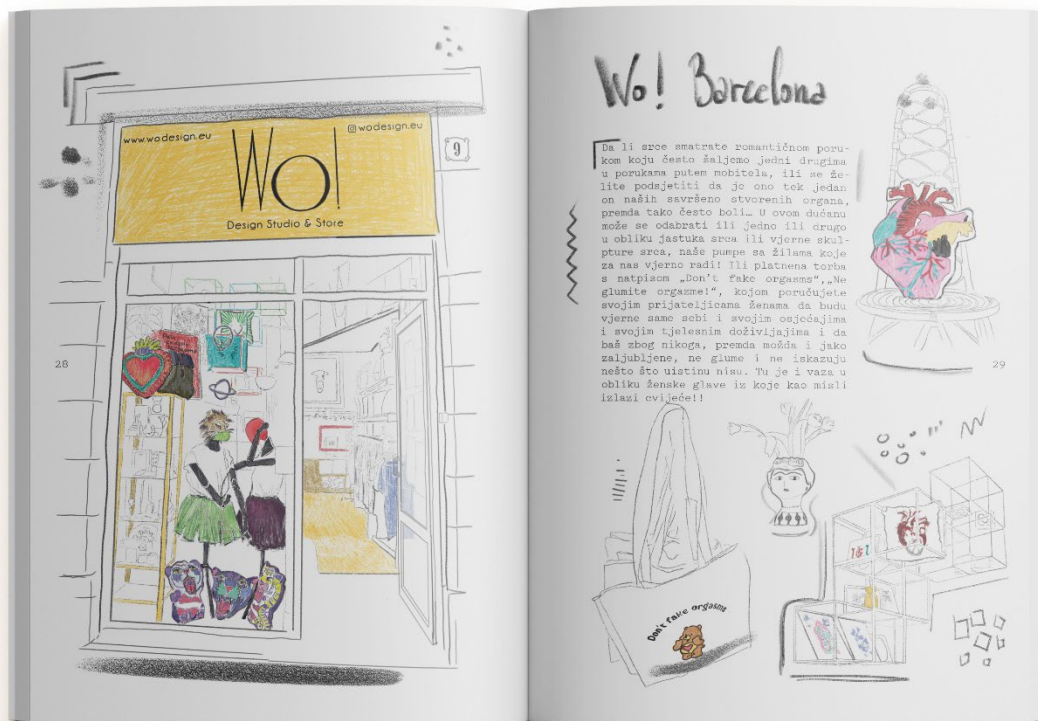 www.wodesign.eu
wodesign.eu
Wo!
Design Studio & Store
9
28
Wo! Barcelona
Da li srce smatrate romantičnom poru-
kom koju često šaljemo jedni drugima
u porukama putem mobitela, ili se že-
lite podsjetiti da je ono tek jedan
on naših savršeno stvorenih organa,
premda tako često boli… U ovom dućanu
može se odabrati ili jedno ili drugo
u obliku jastuka srca ili vjerne skul-
pture srca, naše pumpe sa žilama koje
za nas vjerno radi! Ili platnena torba
s natpisom „Don't fake orgasms“,„Ne
glumite orgazme!“, kojom poručujete
svojim prijateljicama ženama da budu
vjerne same sebi i svojim osjećajima
i svojim tjelesnim doživljajima i da
baš zbog nikoga, premda možda i jako
zaljubljene, ne glume i ne iskazuju
nešto što uistinu nisu. Tu je i vaza u
obliku ženske glave iz koje kao misli
izlazi cvijeće!!
29
Don't fake orgasms